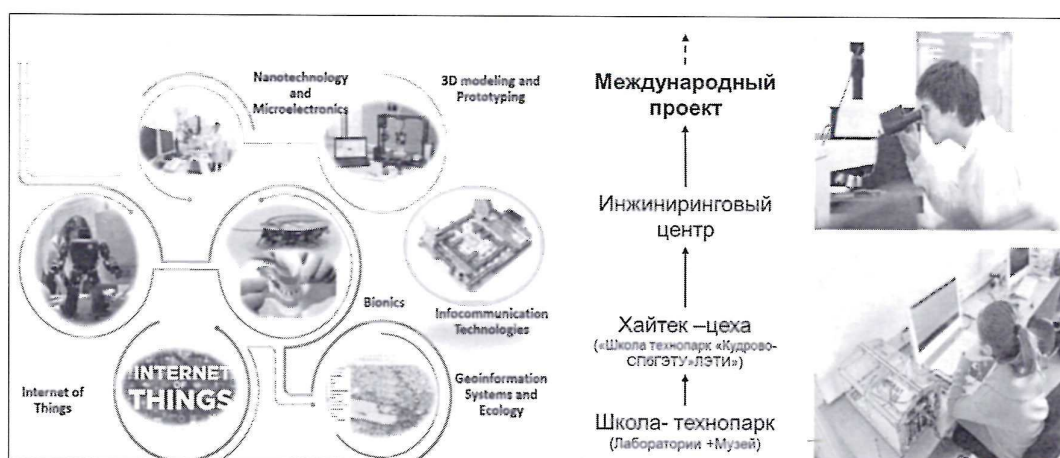 Nanotechnology
and
Microelectronics
3D modeling and
Prototyping
Bionics
Infocommunication
Technologies
Internet of
Things
INTERNET
OF
THINGS
Geoinformation
Systems and
Ecology
Международный
проект
Инжиниринговый
центр
Хайтек –цеха
(«Школа технопарк «Кудрово-
СПбГЭТУ»ЛЭТИ»)
Школа- технопарк
(Лаборатории +Музей)